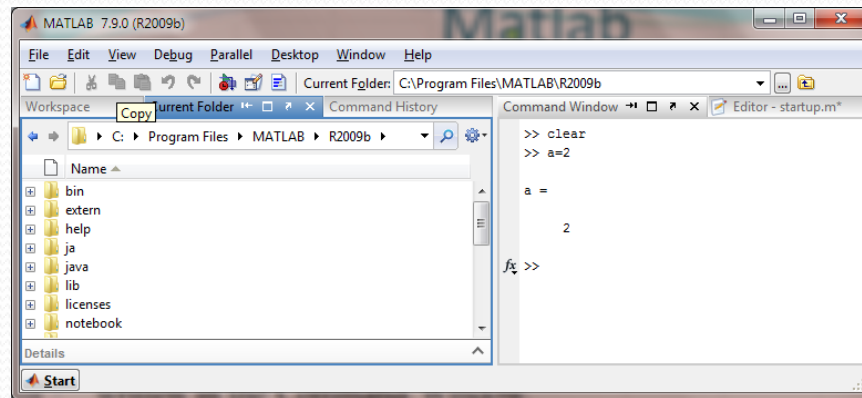 Matlab
MATLAB 7.9.0 (R2009b)
File Edit View Debug Parallel Desktop Window Help
Current Folder: C:\Program Files\MATLAB\R2009b
Workspace Current Folder Command History
Copy
C: Program Files MATLAB R2009b
Name
bin
extern
help
ja
java
lib
licenses
notebook
Details
Command Window Editor - startup.m*
>> clear
>> a=2
a =
2
fx >>
Start